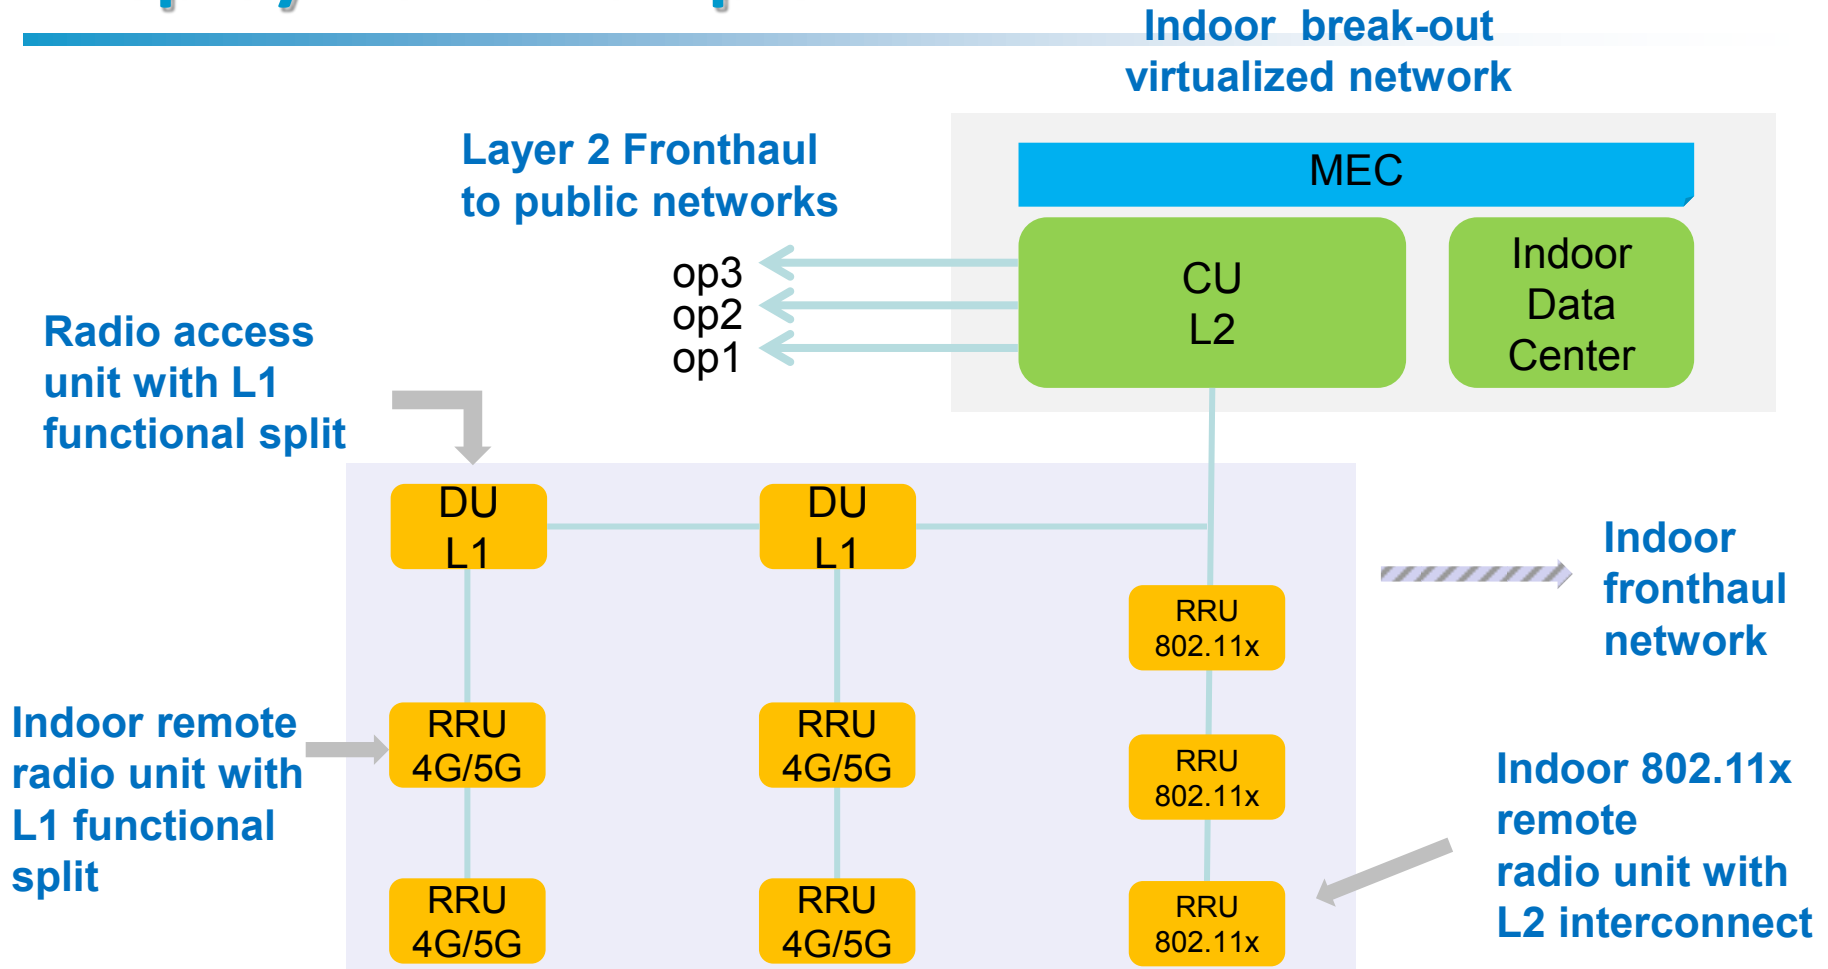 Indoor break-out
virtualized network
Layer 2 Fronthaul
to public networks
MEC
CU
L2
Indoor
Data
Center
op3
op2
op1
Radio access
unit with L1
functional split
DU
L1
DU
L1
Indoor
fronthaul
network
RRU
802.11x
Indoor remote
radio unit with
L1 functional
split
RRU
4G/5G
RRU
4G/5G
RRU
802.11x
Indoor 802.11x
remote
radio unit with
L2 interconnect
RRU
4G/5G
RRU
4G/5G
RRU
802.11x